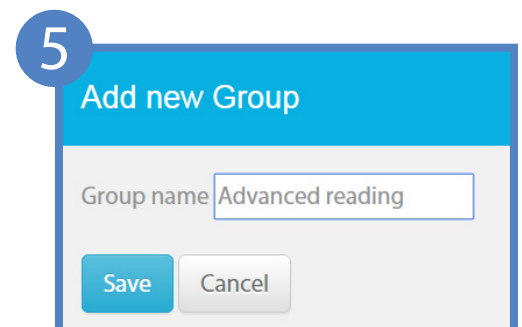 5
Add new Group
Group name Advanced reading
Save Cancel